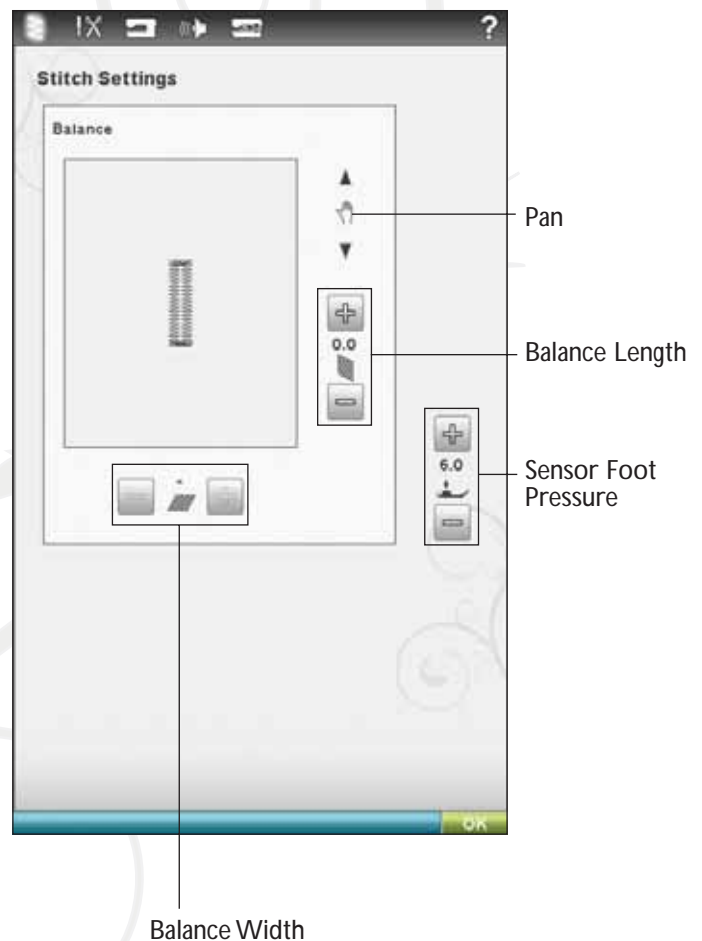 ?
Stitch Settings
Balance
Pan
0.0
Balance Length
6.0
Sensor Foot
Pressure
OK
Balance Width